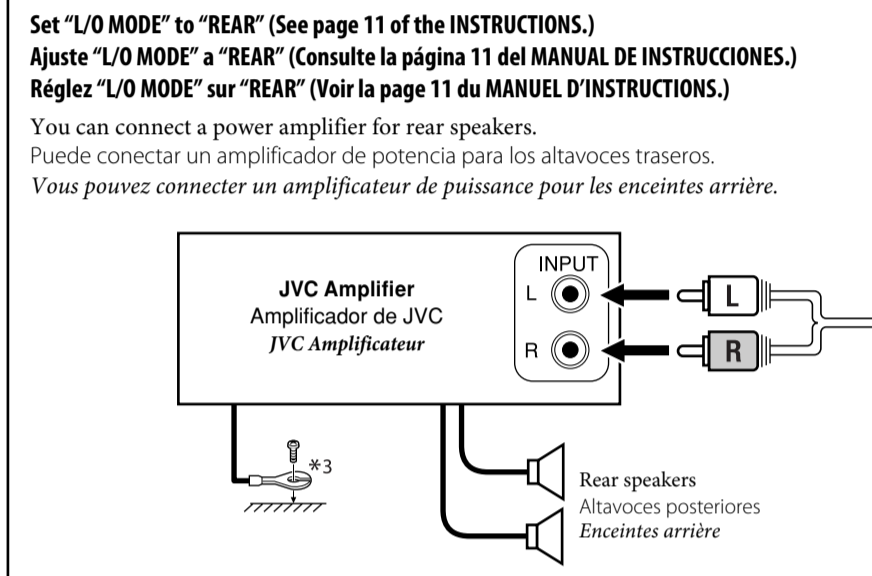 Set “L/O MODE” to “REAR” (See page 11 of the INSTRUCTIONS.)
Ajuste “L/O MODE” a “REAR” (Consulte la página 11 del MANUAL DE INSTRUCCIONES.)
Réglez “L/O MODE” sur “REAR” (Voir la page 11 du MANUEL D’INSTRUCTIONS.)
You can connect a power amplifier for rear speakers.
Puede conectar un amplificador de potencia para los altavoces traseros.
Vous pouvez connecter un amplificateur de puissance pour les enceintes arrière.
JVC Amplifier
Amplificador de JVC
JVC Amplificateur
INPUT
L
R
L
R
*3
Rear speakers
Altavoces posteriores
Enceintes arrière